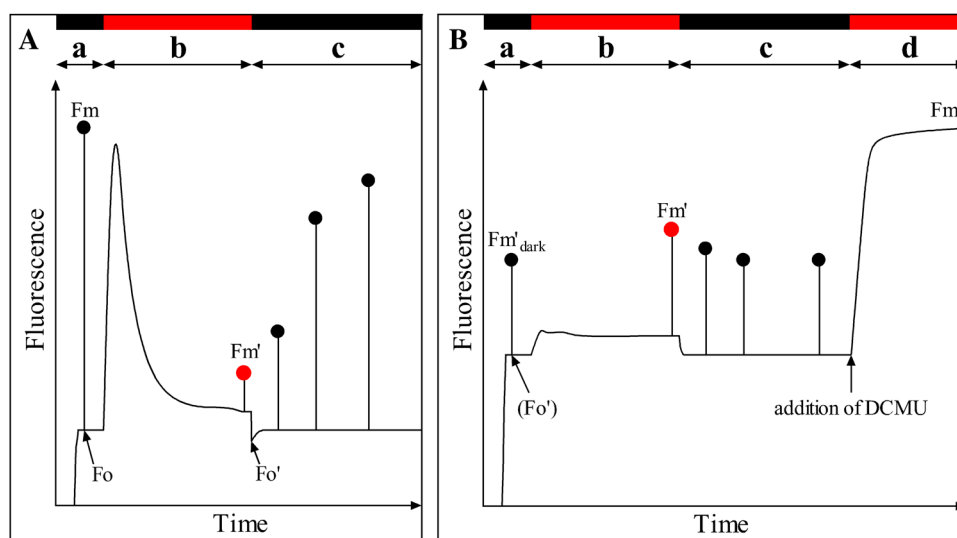 A
a
b
c
Fm
Fm'
Fo
Fo'
Fluorescence
Time
B
a
b
c
d
Fm
Fm'
Fm'dark
(Fo')
addition of DCMU
Fluorescence
Time